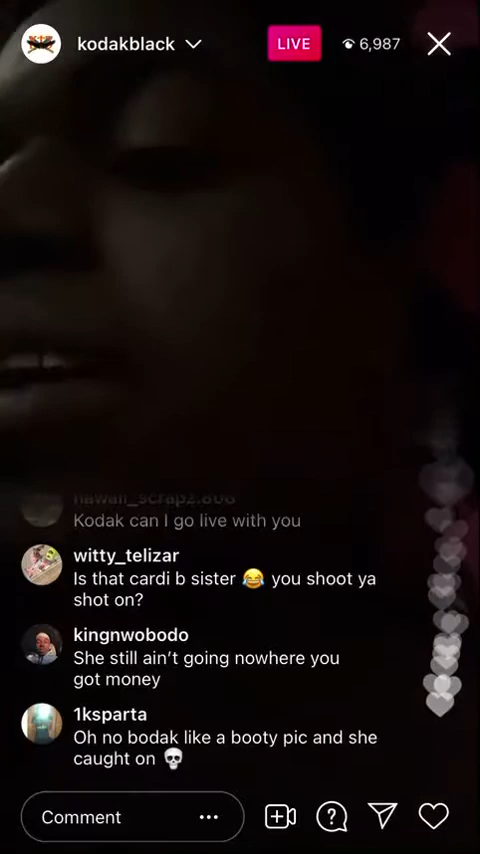 kodakblack
LIVE
6,987
hawaii_scrapz.808
Kodak can I go live with you
witty_telizar
Is that cardi b sister 😂 you shoot ya
shot on?
kingnwobodo
She still ain't going nowhere you
got money
1ksparta
Oh no bodak like a booty pic and she
caught on 💀
Comment